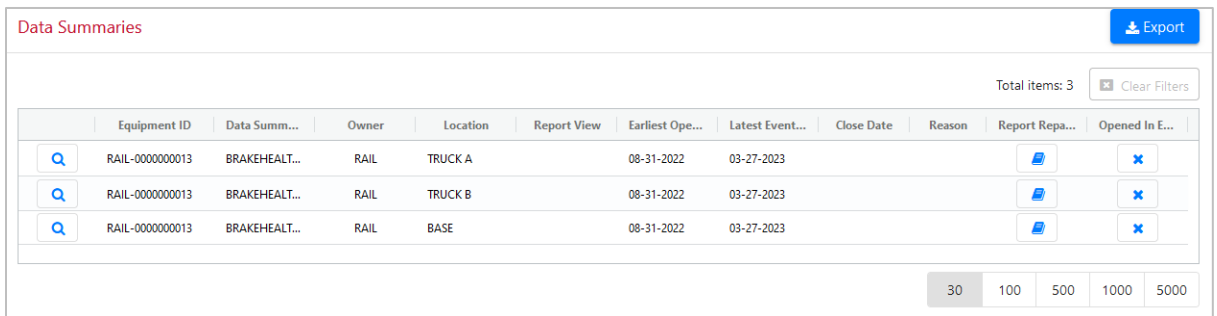 Data Summaries
Export
Total items: 3 Clear Filters
Equipment ID Data Summ... Owner Location Report View Earliest Ope... Latest Event... Close Date Reason Report Repa... Opened In E...
RAIL-0000000013 BRAKEHEALT... RAIL TRUCK A 08-31-2022 03-27-2023
RAIL-0000000013 BRAKEHEALT... RAIL TRUCK B 08-31-2022 03-27-2023
RAIL-0000000013 BRAKEHEALT... RAIL BASE 08-31-2022 03-27-2023
30 100 500 1000 5000